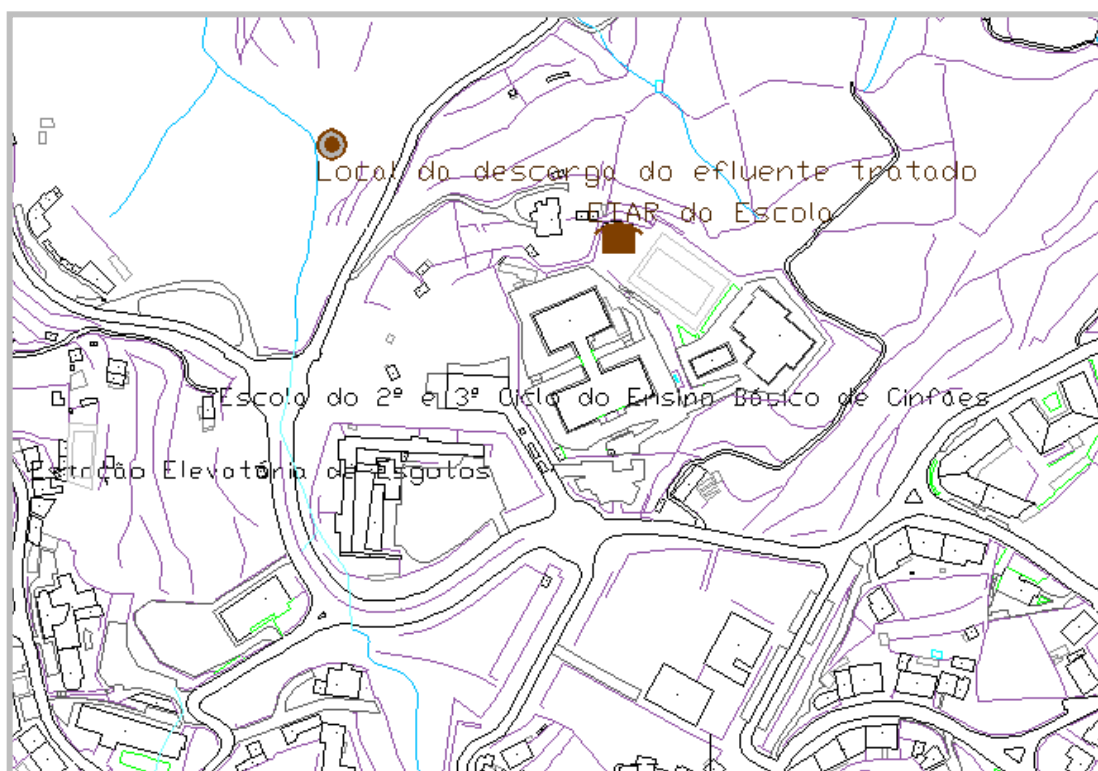 Local da descarga do efluente tratado
ETAR da Escola
Escola do 2º e 3º Ciclo do Ensino Básico de Cinfães
Estação Elevatória de Esgotos